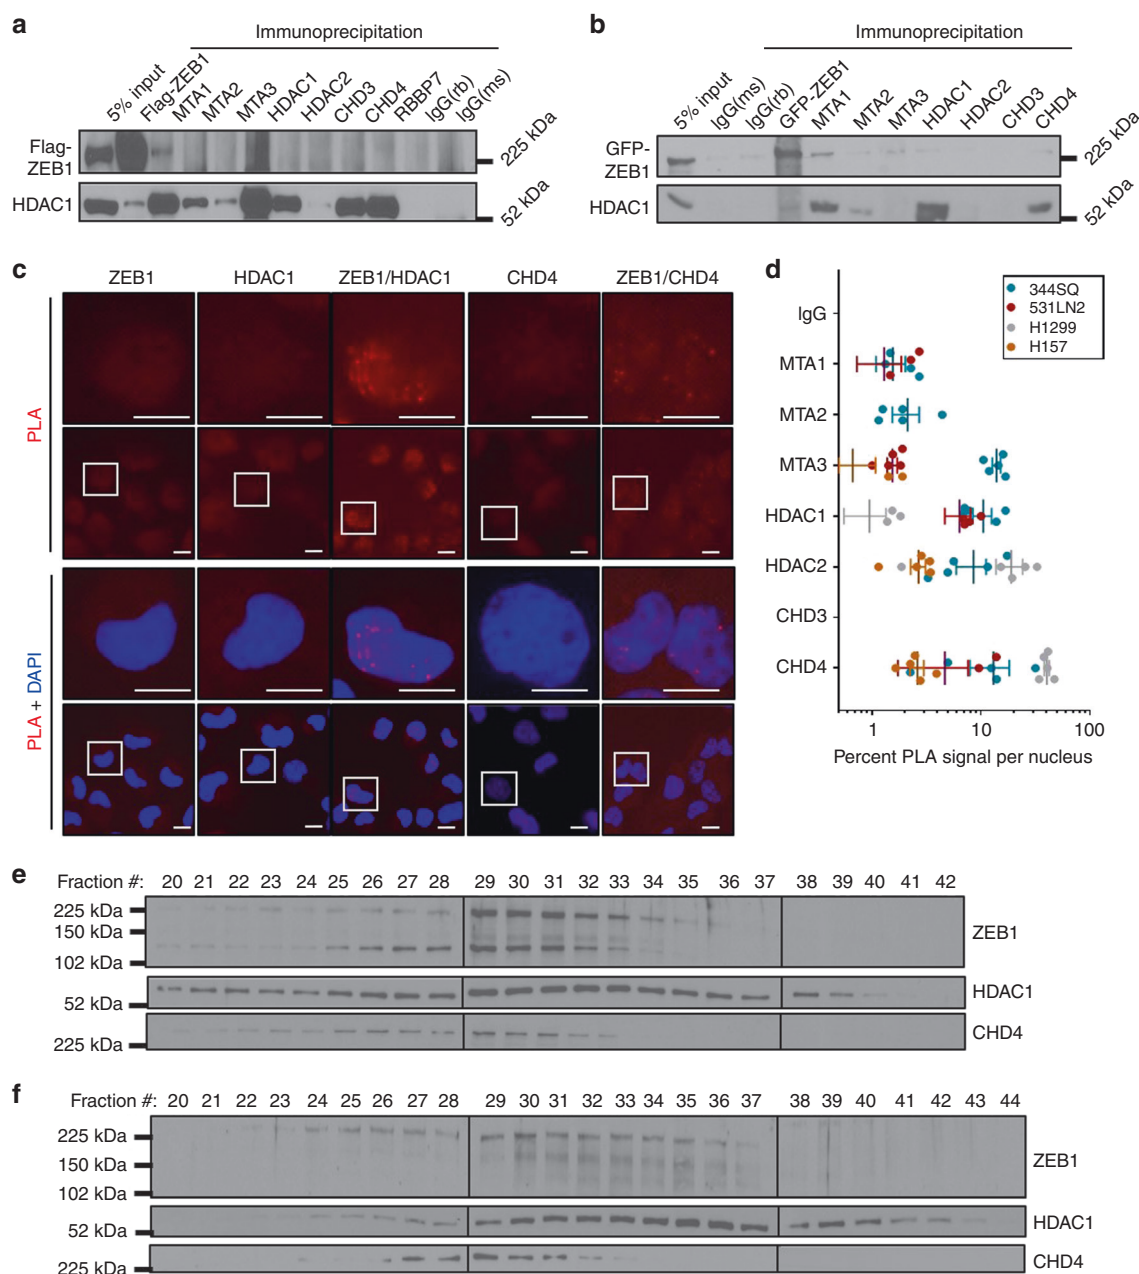 a
Immunoprecipitation
5% input
Flag-ZEB1
MTA1
MTA2
MTA3
HDAC1
HDAC2
CHD3
CHD4
RBBP7
IgG(rb)
IgG(ms)
Flag-
ZEB1
225 kDa
HDAC1
52 kDa
b
Immunoprecipitation
5% input
IgG(ms)
IgG(rb)
GFP-ZEB1
MTA1
MTA2
MTA3
HDAC1
HDAC2
CHD3
CHD4
GFP-
ZEB1
225 kDa
HDAC1
52 kDa
c
ZEB1 HDAC1 ZEB1/HDAC1 CHD4 ZEB1/CHD4
PLA
PLA + DAPI
d
344SQ
531LN2
H1299
H157
IgG
MTA1
MTA2
MTA3
HDAC1
HDAC2
CHD3
CHD4
1 10 100
Percent PLA signal per nucleus
e
Fraction #: 20 21 22 23 24 25 26 27 28 29 30 31 32 33 34 35 36 37 38 39 40 41 42
225 kDa
150 kDa
102 kDa
ZEB1
52 kDa
HDAC1
225 kDa
CHD4
f
Fraction #: 20 21 22 23 24 25 26 27 28 29 30 31 32 33 34 35 36 37 38 39 40 41 42 43 44
225 kDa
150 kDa
102 kDa
ZEB1
52 kDa
HDAC1
225 kDa
CHD4